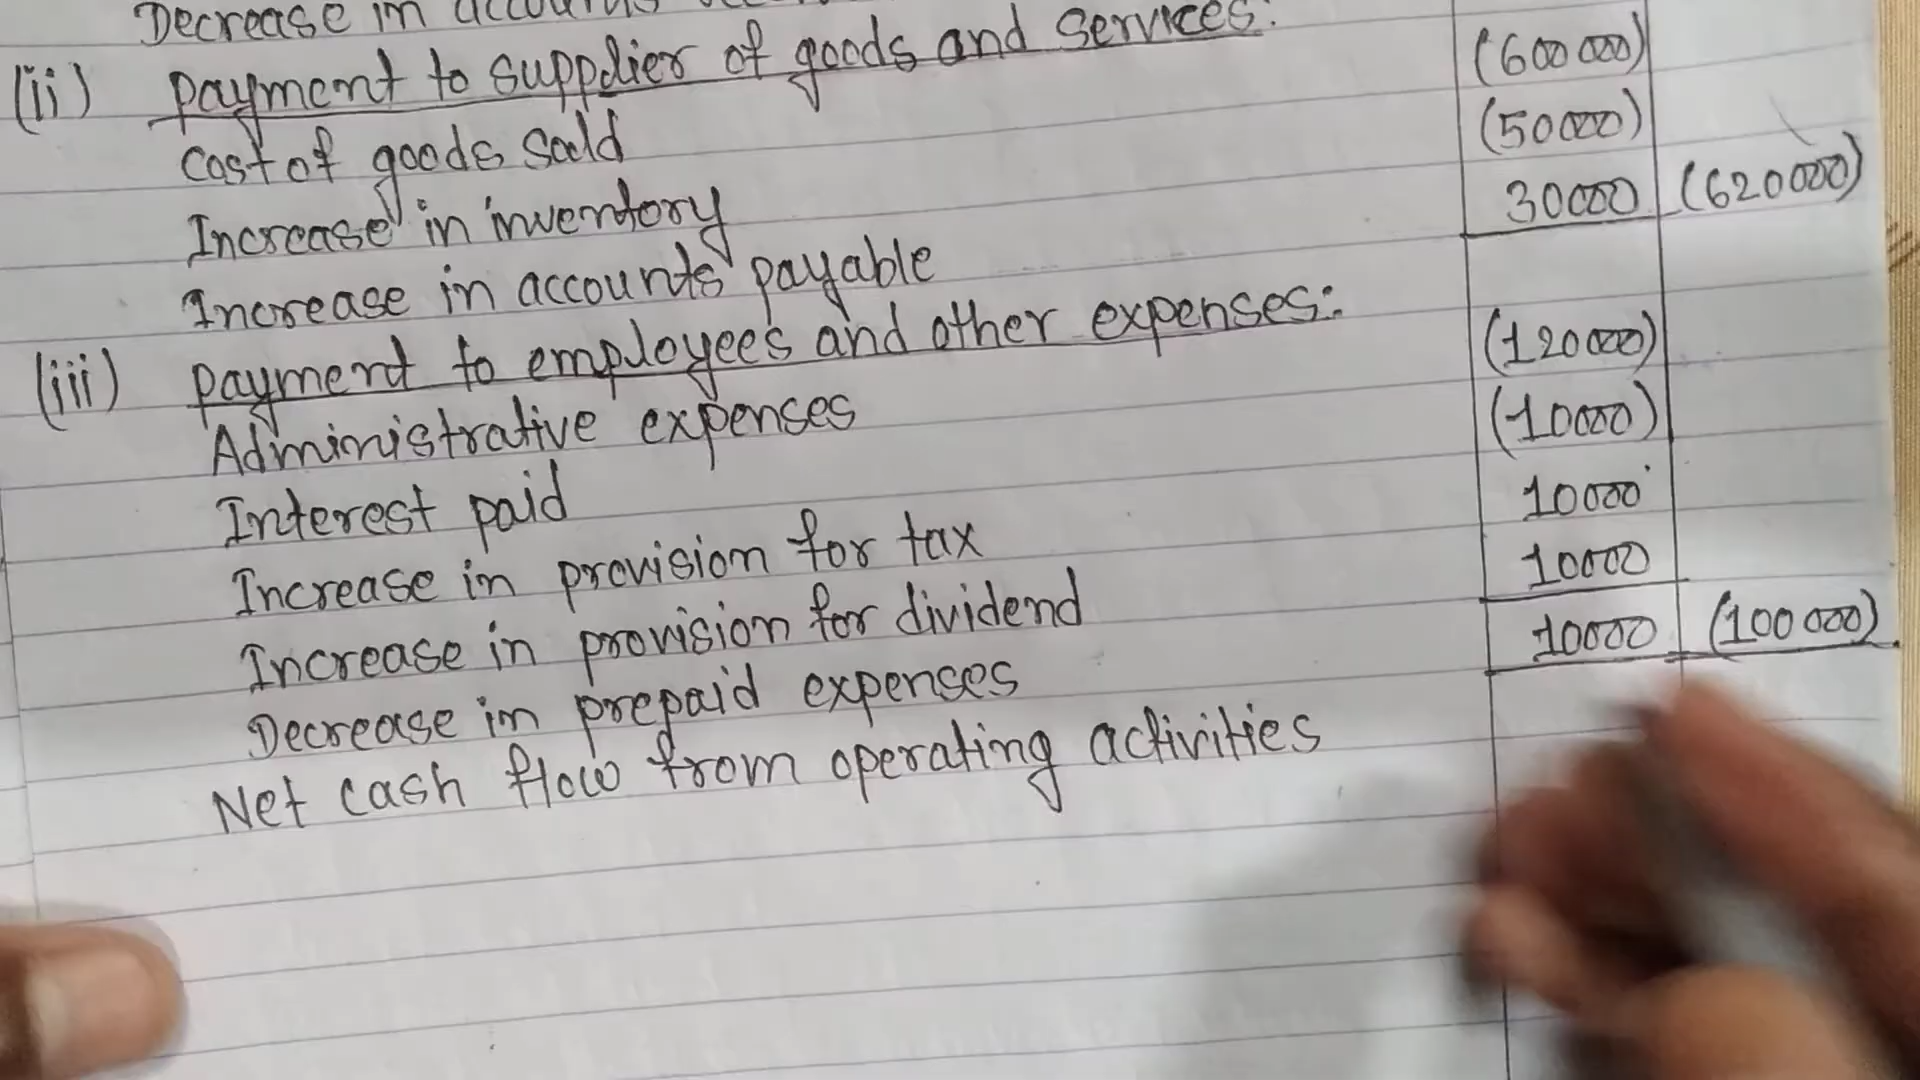 Decrease in accounts
(ii) payment to supplier of goods and services: (600000)
Cost of goods sold (50000)
Increase in inventory 30000 (620000)
Increase in accounts payable
(iii) payment to employees and other expenses: (120000)
Administrative expenses (10000)
Interest paid 10000
Increase in provision for tax 10000
Increase in provision for dividend 10000 (100000)
Decrease in prepaid expenses
Net cash flow from operating activities